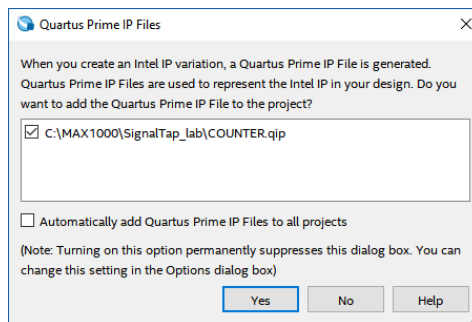 Quartus Prime IP Files
When you create an Intel IP variation, a Quartus Prime IP File is generated.
Quartus Prime IP Files are used to represent the Intel IP in your design. Do you
want to add the Quartus Prime IP File to the project?
C:\MAX1000\SignalTap_lab\COUNTER.qip
Automatically add Quartus Prime IP Files to all projects
(Note: Turning on this option permanently suppresses this dialog box. You can
change this setting in the Options dialog box)
Yes No Help